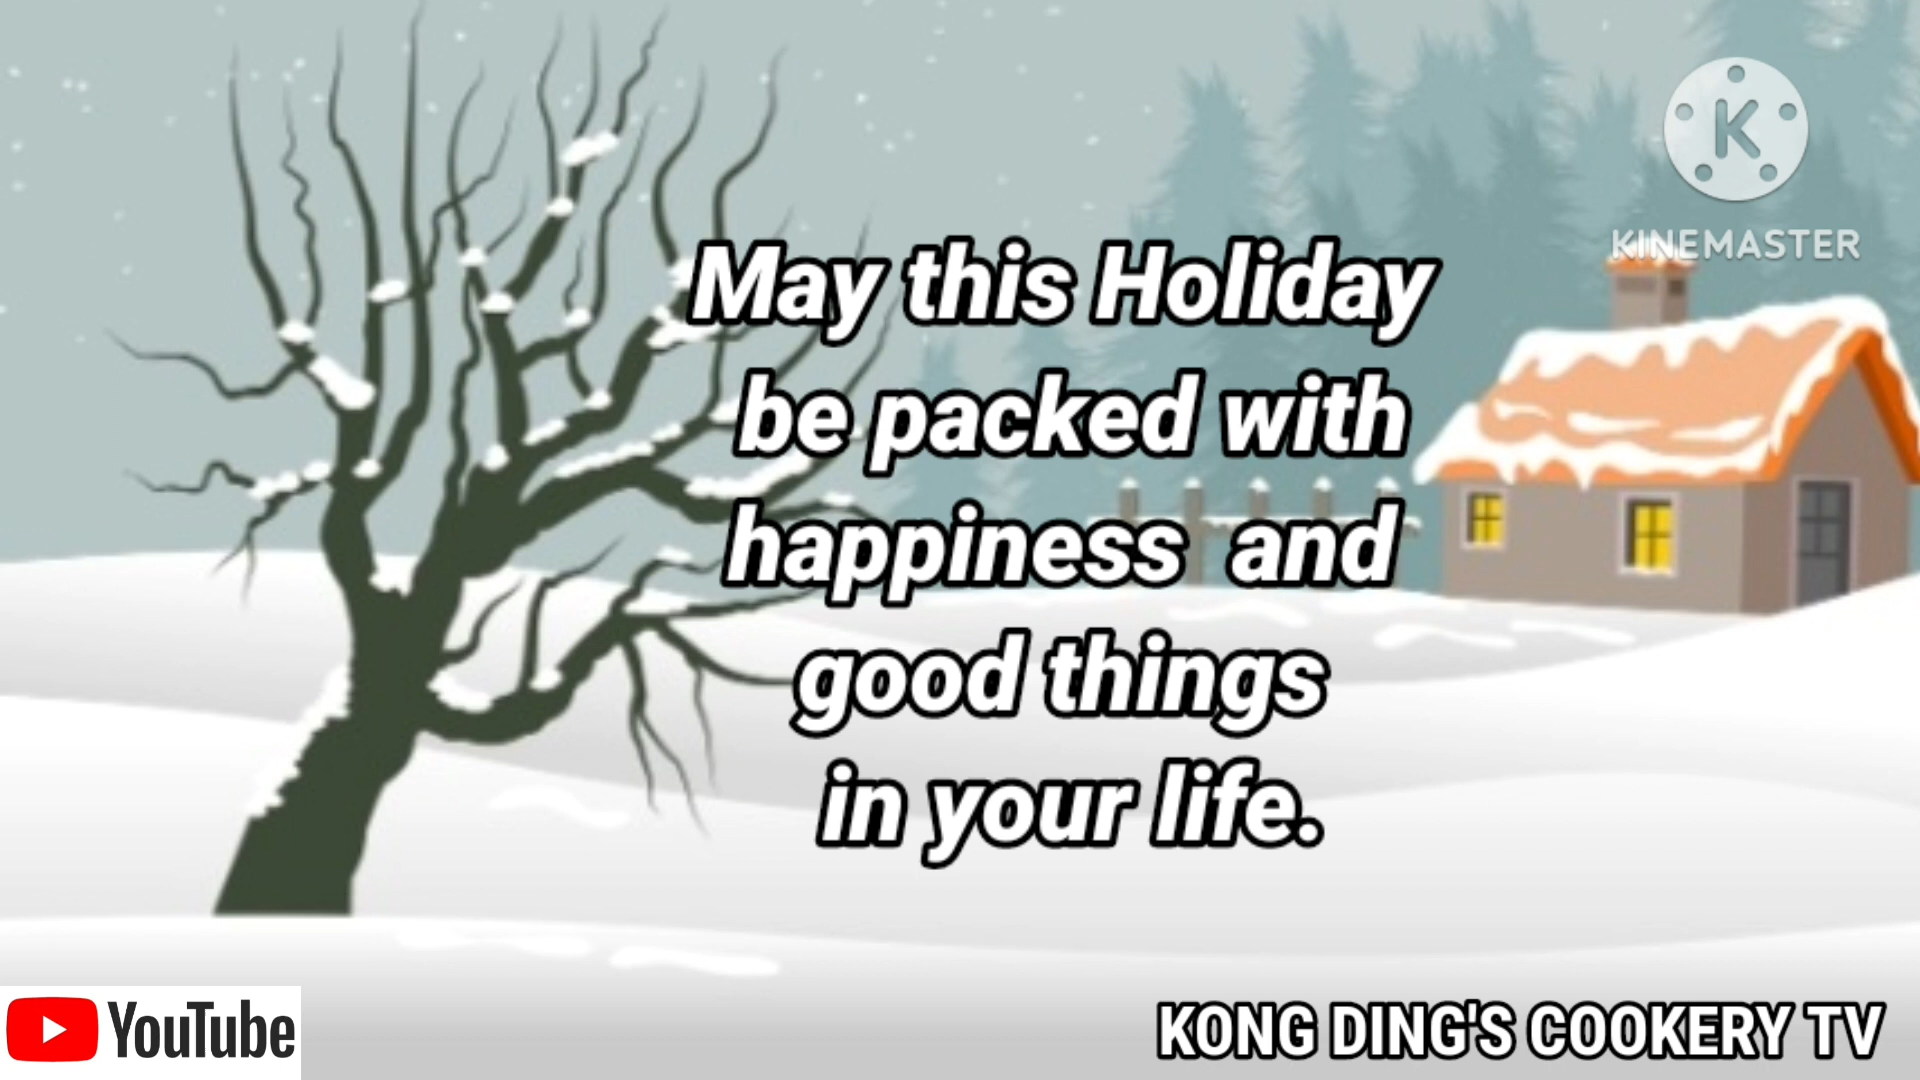 K
KINEMASTER
May this Holiday
be packed with
happiness and
good things
in your life.
YouTube
KONG DING'S COOKERY TV